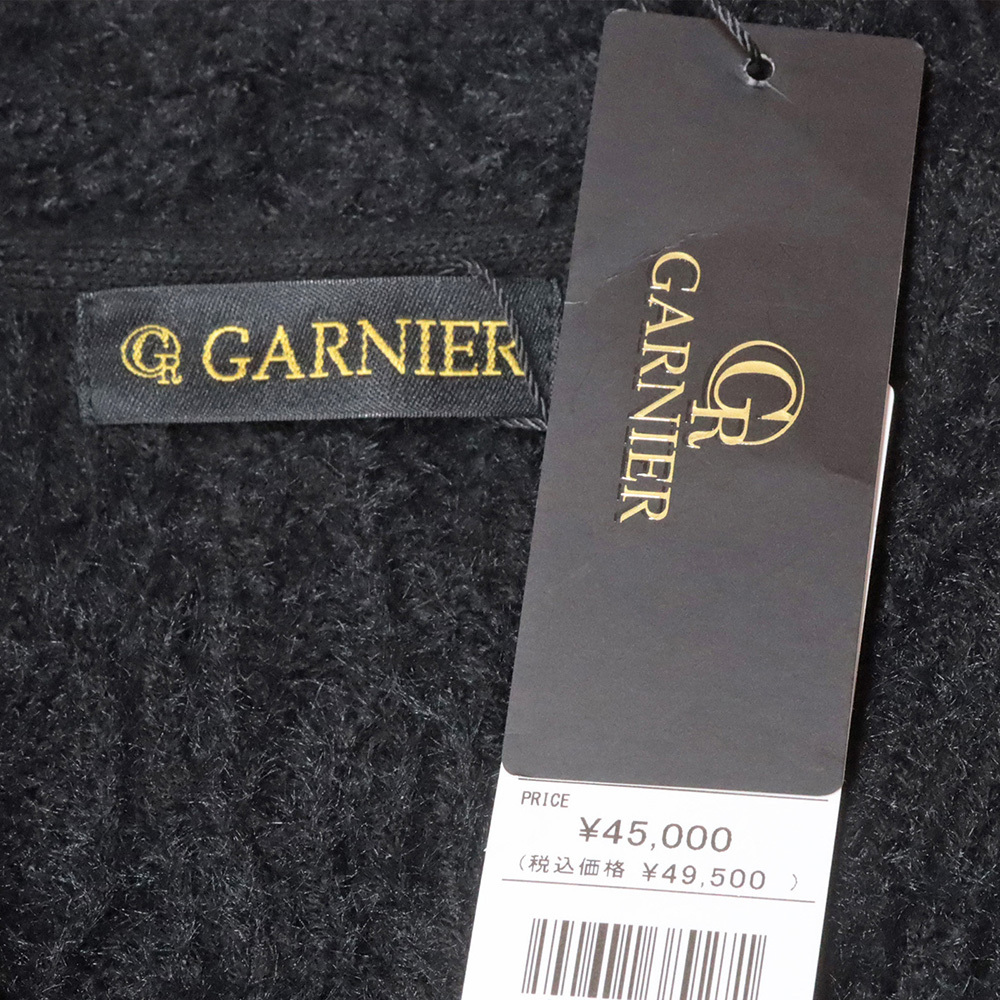 GR GARNIER
GR
GARNIER
PRICE
¥45,000
(税込価格 ¥49,500 )